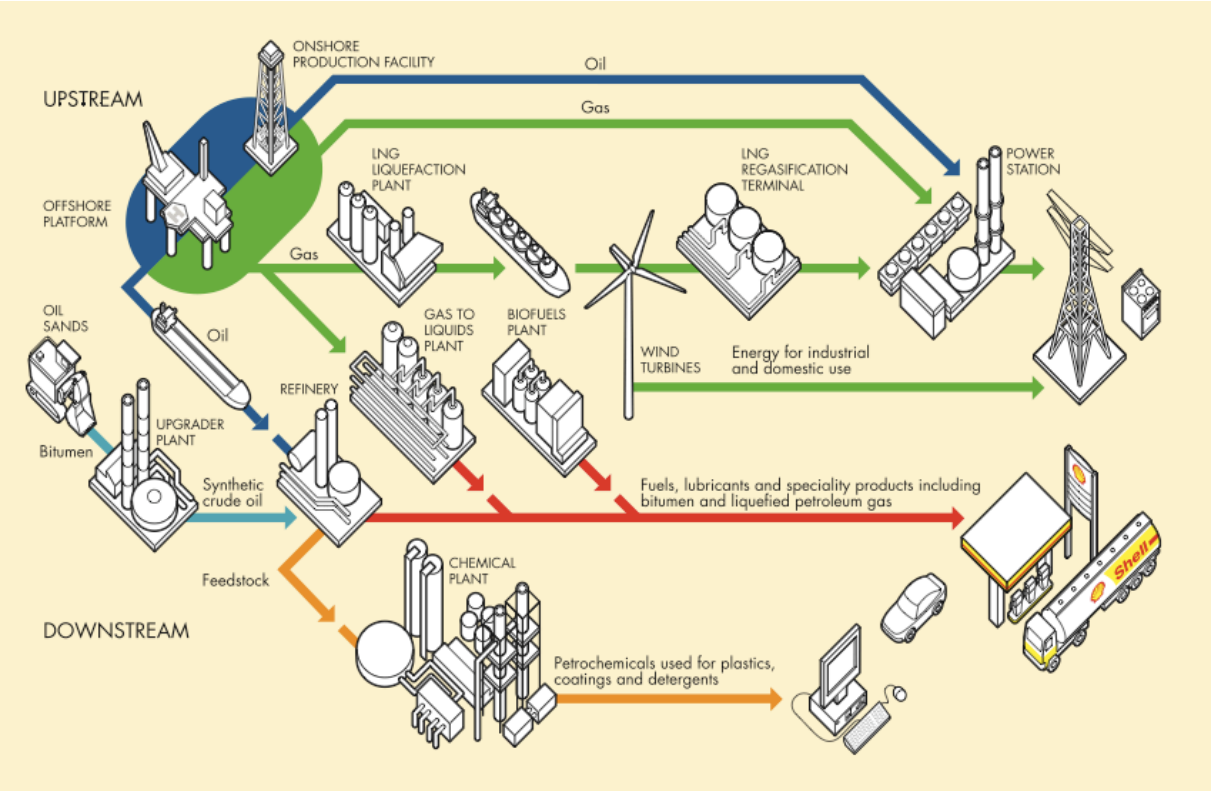 ONSHORE
PRODUCTION FACILITY
Oil
UPSTREAM
Gas
LNG
LIQUEFACTION
PLANT
LNG
REGASIFICATION
TERMINAL
POWER
STATION
OFFSHORE
PLATFORM
H
Gas
OIL
SANDS
Oil
GAS TO
LIQUIDS
PLANT
BIOFUELS
PLANT
WIND
TURBINES
Energy for industrial
and domestic use
REFINERY
UPGRADER
PLANT
Bitumen
Synthetic
crude oil
Fuels, lubricants and speciality products including
bitumen and liquefied petroleum gas
Shell
Feedstock
CHEMICAL
PLANT
DOWNSTREAM
Petrochemicals used for plastics,
coatings and detergents